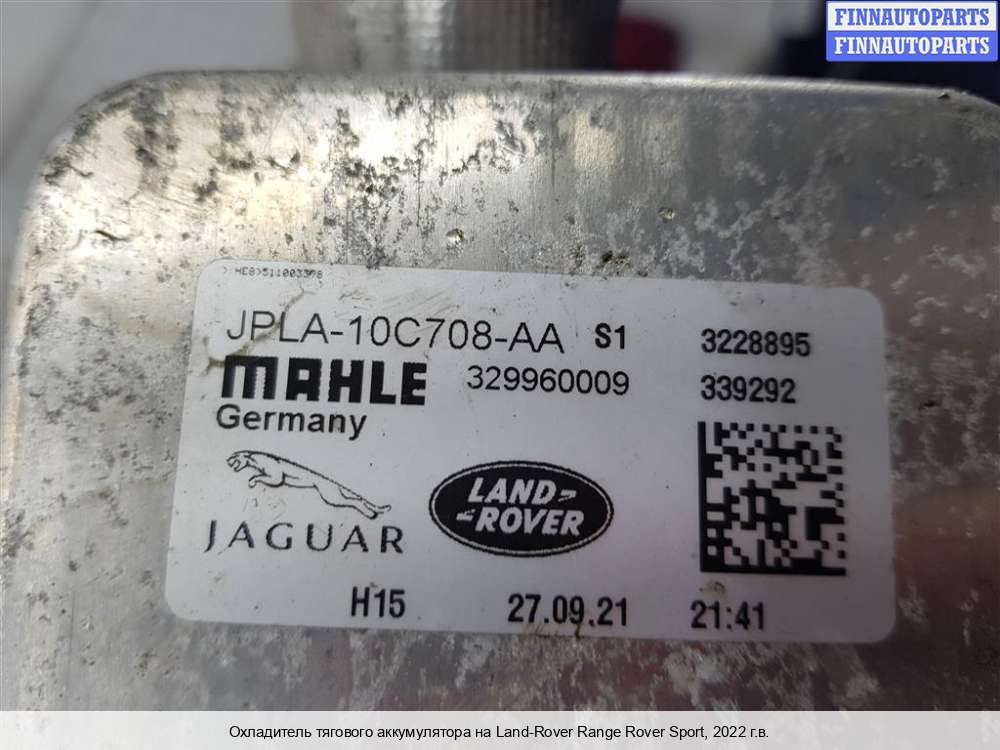 FINNAUTOPARTS
FINNAUTOPARTS
JPLA-10C708-AA S1 3228895
MAHLE 329960009 339292
Germany
JAGUAR
LAND-
-ROVER
H15 27.09.21 21:41
Охладитель тягового аккумулятора на Land-Rover Range Rover Sport, 2022 г.в.